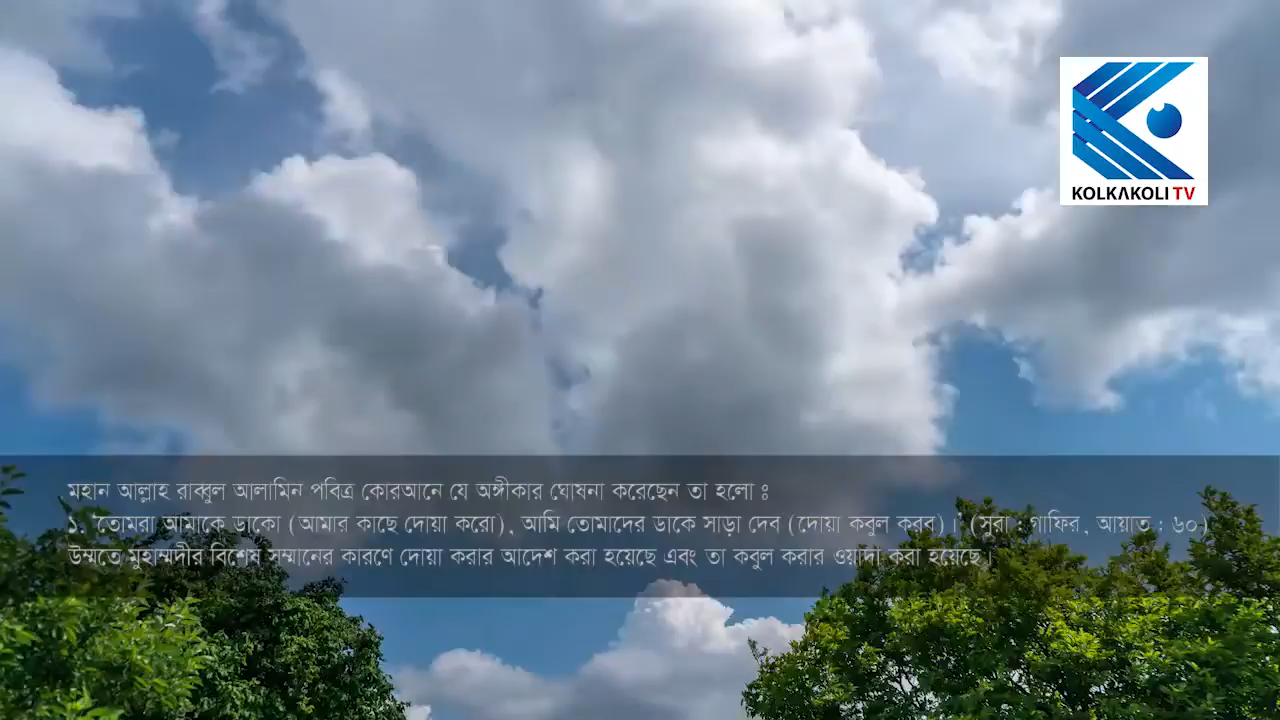 KOLKAKOLI TV
মহান আল্লাহ রাব্বুল আলামিন পবিত্র কোরআনে যে অঙ্গীকার ঘোষনা করেছেন তা হলো ঃ
১. তোমরা আমাকে ডাকো (আমার কাছে দোয়া করো), আমি তোমাদের ডাকে সাড়া দেব (দোয়া কবুল করব)। (সুরা : গাফির, আয়াত : ৬০)
উম্মতে মুহাম্মদীর বিশেষ সম্মানের কারণে দোয়া করার আদেশ করা হয়েছে এবং তা কবুল করার ওয়াদা করা হয়েছে,